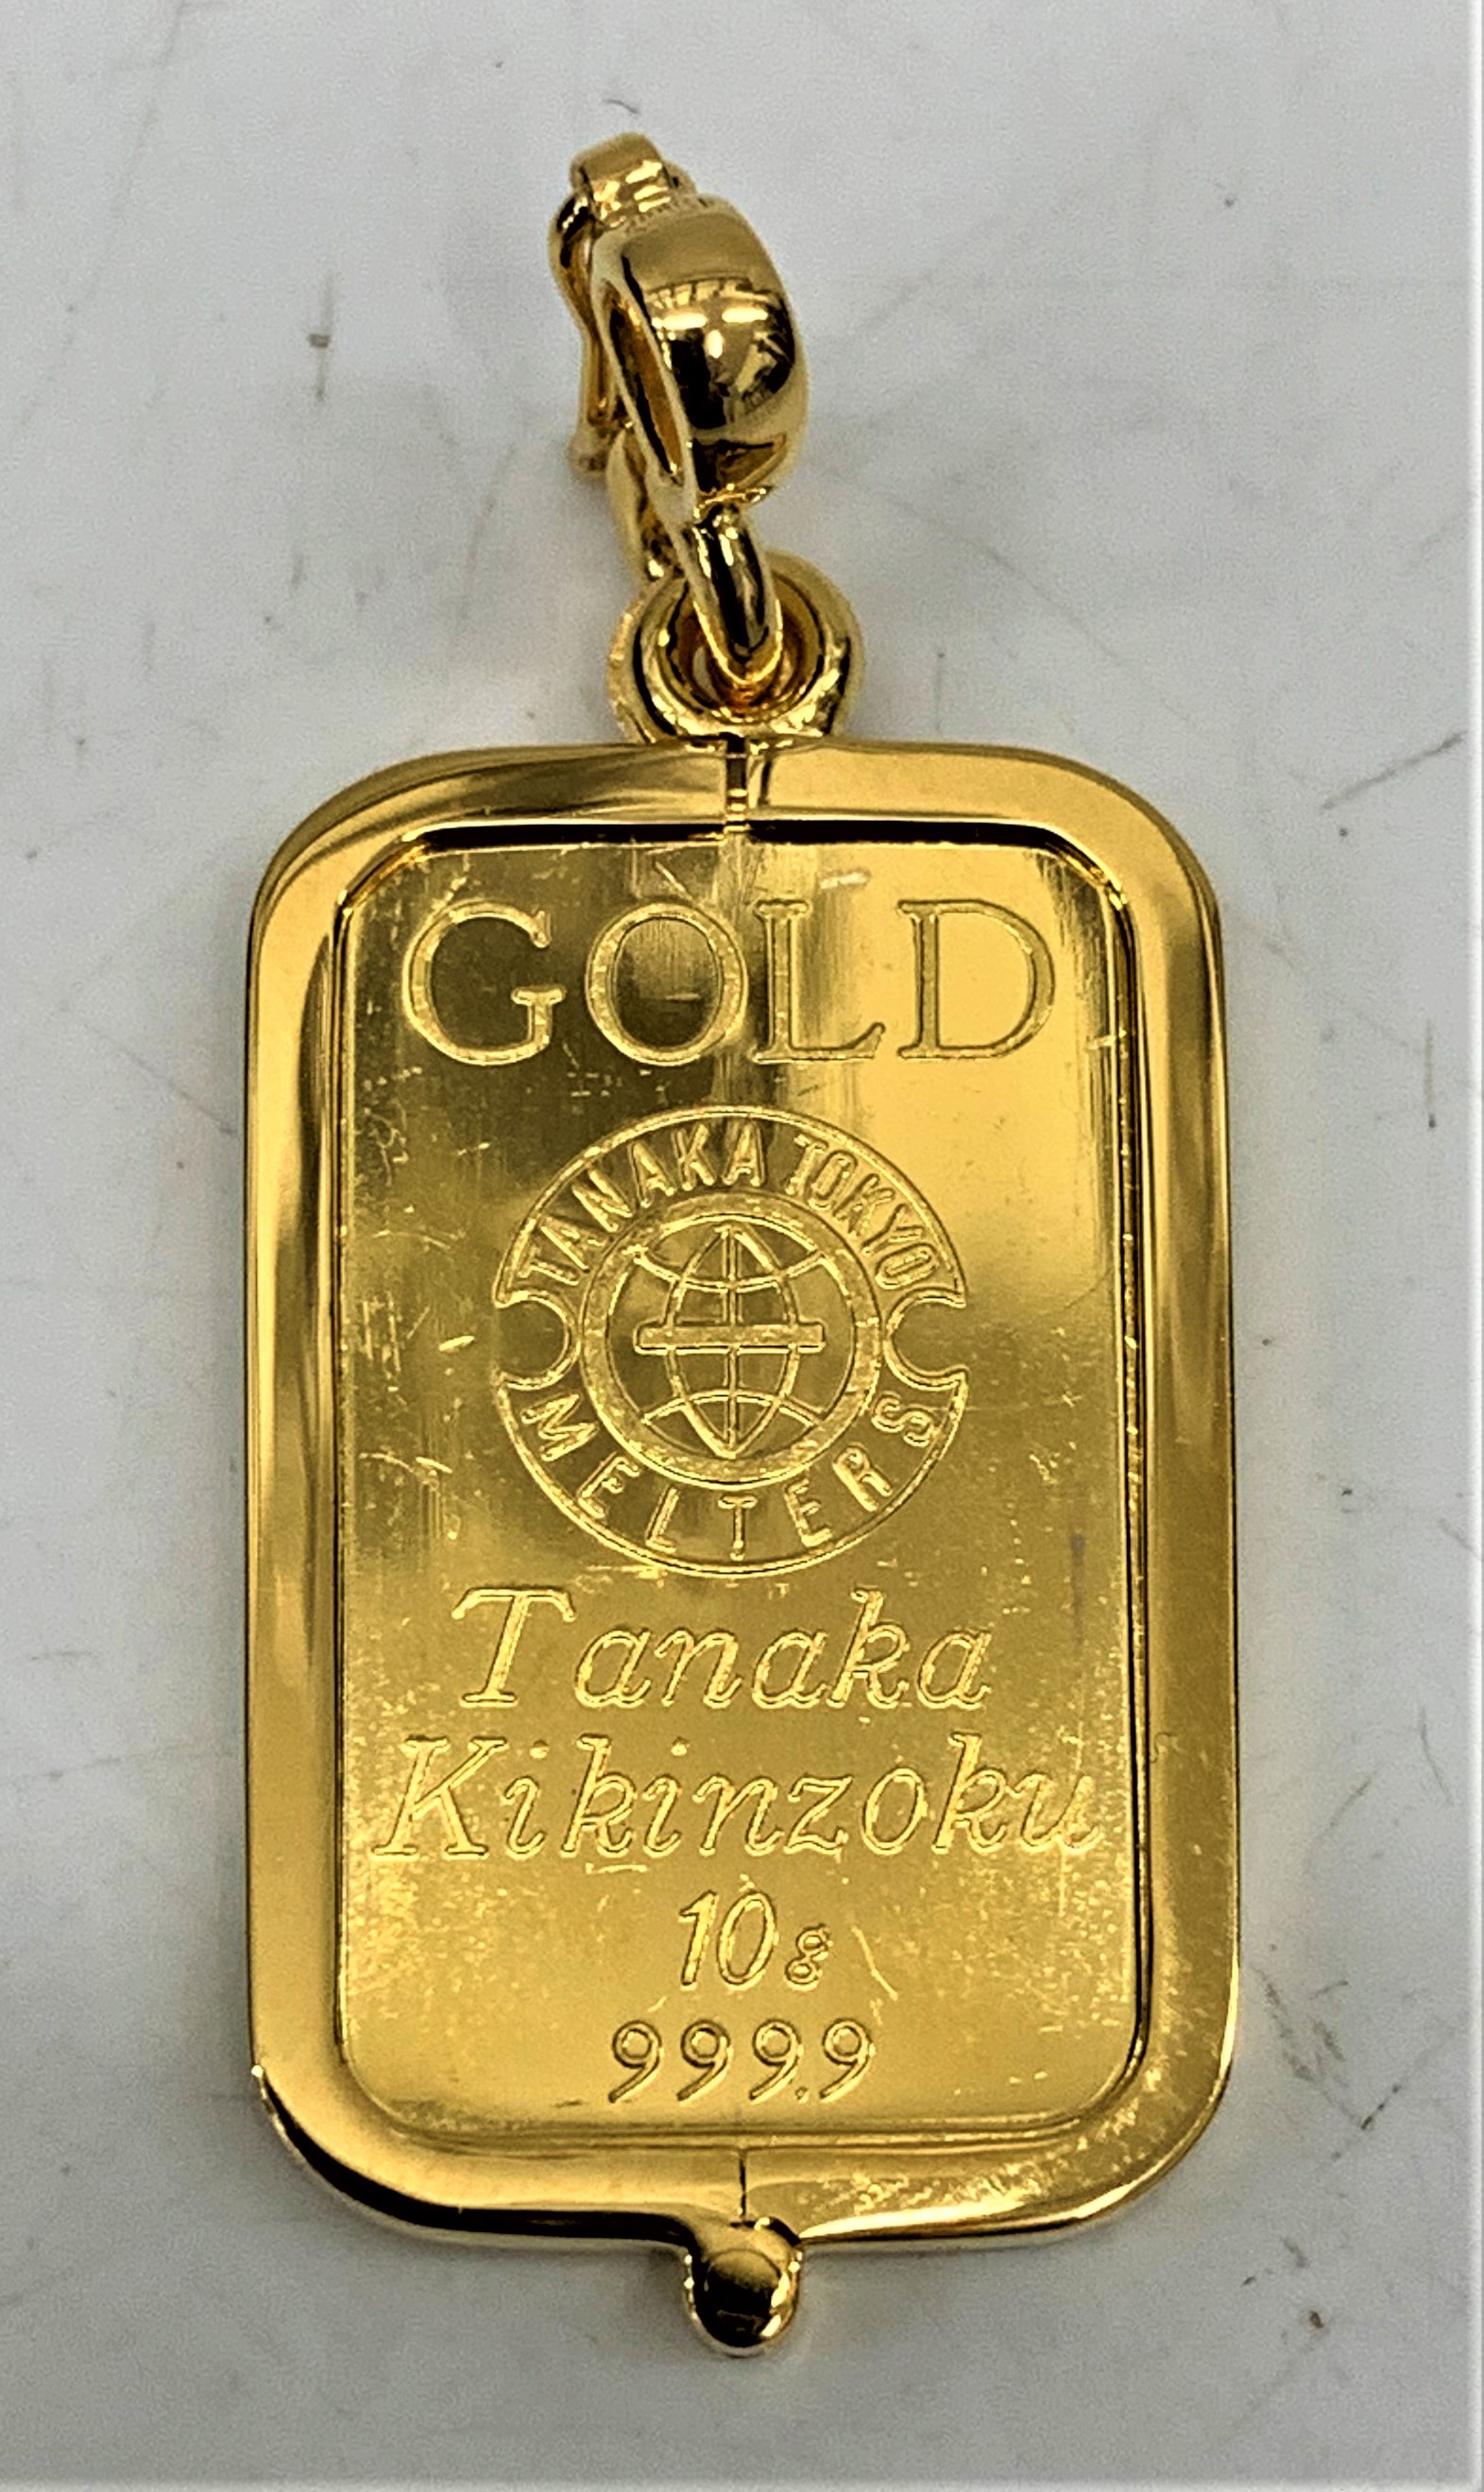 GOLD
TANAKA TOKYO
MELTERS
Tanaka
Kikinzoku
10g
999.9